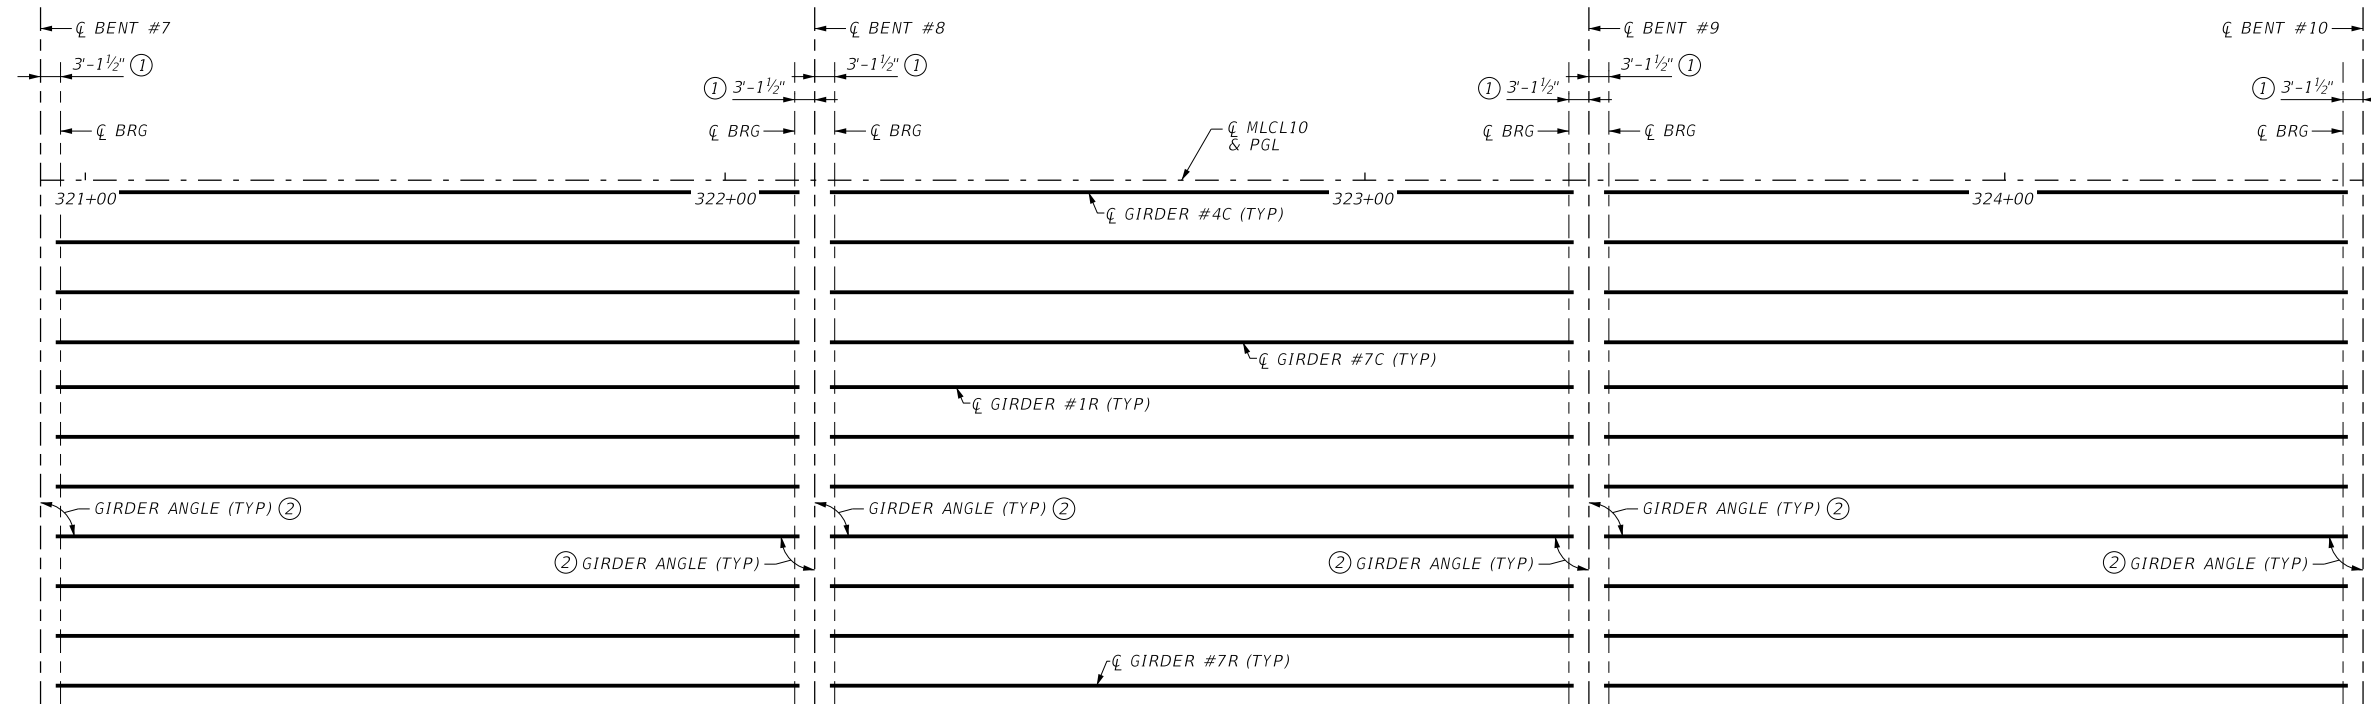 ℄ BENT #7
℄ BENT #8
℄ BENT #9
℄ BENT #10
3'-1½" ①
3'-1½" ①
3'-1½" ①
① 3'-1½"
① 3'-1½"
① 3'-1½"
℄ BRG
℄ BRG
℄ BRG
℄ BRG
℄ BRG
℄ BRG
℄ MLCL10
& PGL
321+00
322+00
323+00
324+00
℄ GIRDER #4C (TYP)
℄ GIRDER #7C (TYP)
℄ GIRDER #1R (TYP)
GIRDER ANGLE (TYP) ②
GIRDER ANGLE (TYP) ②
GIRDER ANGLE (TYP) ②
② GIRDER ANGLE (TYP)
② GIRDER ANGLE (TYP)
② GIRDER ANGLE (TYP)
℄ GIRDER #7R (TYP)